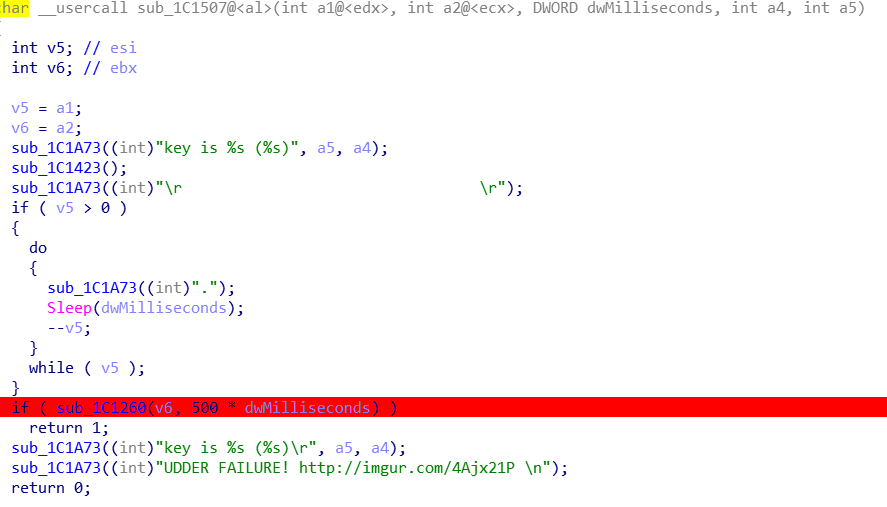 char __usercall sub_1C1507@<al>(int a1@<edx>, int a2@<ecx>, DWORD dwMilliseconds, int a4, int a5)
{
int v5; // esi
int v6; // ebx
v5 = a1;
v6 = a2;
sub_1C1A73((int)"key is %s (%s)", a5, a4);
sub_1C1423();
sub_1C1A73((int)"\r                                 \r");
if ( v5 > 0 )
{
do
{
sub_1C1A73((int)".");
Sleep(dwMilliseconds);
--v5;
}
while ( v5 );
}
if ( sub_1C1260(v6, 500 * dwMilliseconds) )
return 1;
sub_1C1A73((int)"key is %s (%s)\r", a5, a4);
sub_1C1A73((int)"UDDER FAILURE! http://imgur.com/4Ajx21P \n");
return 0;